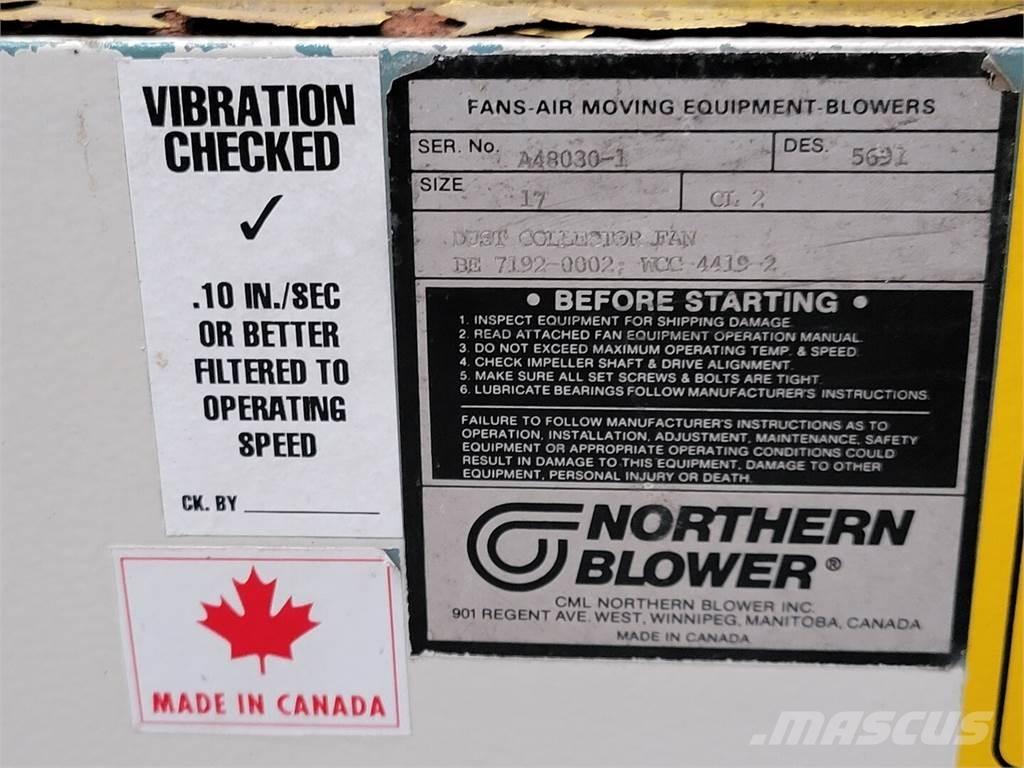 VIBRATION
CHECKED
✓
.10 IN./SEC
OR BETTER
FILTERED TO
OPERATING
SPEED
CK. BY
MADE IN CANADA
FANS-AIR MOVING EQUIPMENT-BLOWERS
SER. No. A48030-1 DES. 5691
SIZE 17 CL 2
DUST COLLECTOR FAN
BE 7192-0002; WCC 4419-2
• BEFORE STARTING •
1. INSPECT EQUIPMENT FOR SHIPPING DAMAGE.
2. READ ATTACHED FAN EQUIPMENT OPERATION MANUAL.
3. DO NOT EXCEED MAXIMUM OPERATING TEMP. & SPEED.
4. CHECK IMPELLER SHAFT & DRIVE ALIGNMENT.
5. MAKE SURE ALL SET SCREWS & BOLTS ARE TIGHT.
6. LUBRICATE BEARINGS FOLLOW MANUFACTURER'S INSTRUCTIONS.
FAILURE TO FOLLOW MANUFACTURER'S INSTRUCTIONS AS TO
OPERATION, INSTALLATION, ADJUSTMENT, MAINTENANCE, SAFETY
EQUIPMENT OR APPROPRIATE OPERATING CONDITIONS COULD
RESULT IN DAMAGE TO THIS EQUIPMENT, DAMAGE TO OTHER
EQUIPMENT, PERSONAL INJURY OR DEATH.
NORTHERN
BLOWER®
CML NORTHERN BLOWER INC.
901 REGENT AVE. WEST, WINNIPEG, MANITOBA, CANADA
MADE IN CANADA
MASCUS